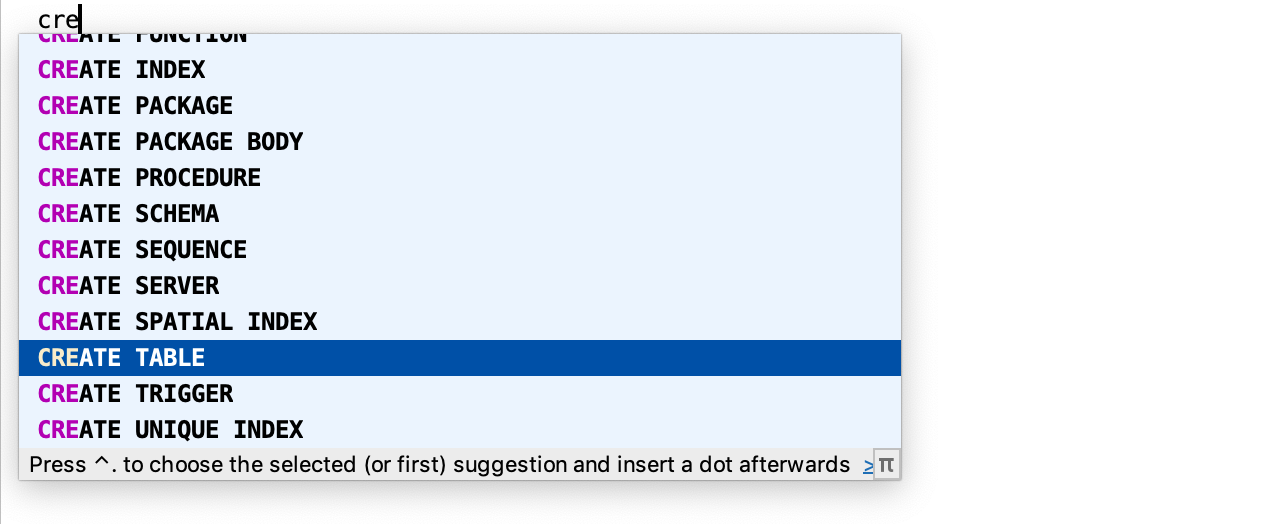 cre
CREATE FUNCTION
CREATE INDEX
CREATE PACKAGE
CREATE PACKAGE BODY
CREATE PROCEDURE
CREATE SCHEMA
CREATE SEQUENCE
CREATE SERVER
CREATE SPATIAL INDEX
CREATE TABLE
CREATE TRIGGER
CREATE UNIQUE INDEX
Press ^. to choose the selected (or first) suggestion and insert a dot afterwards > π